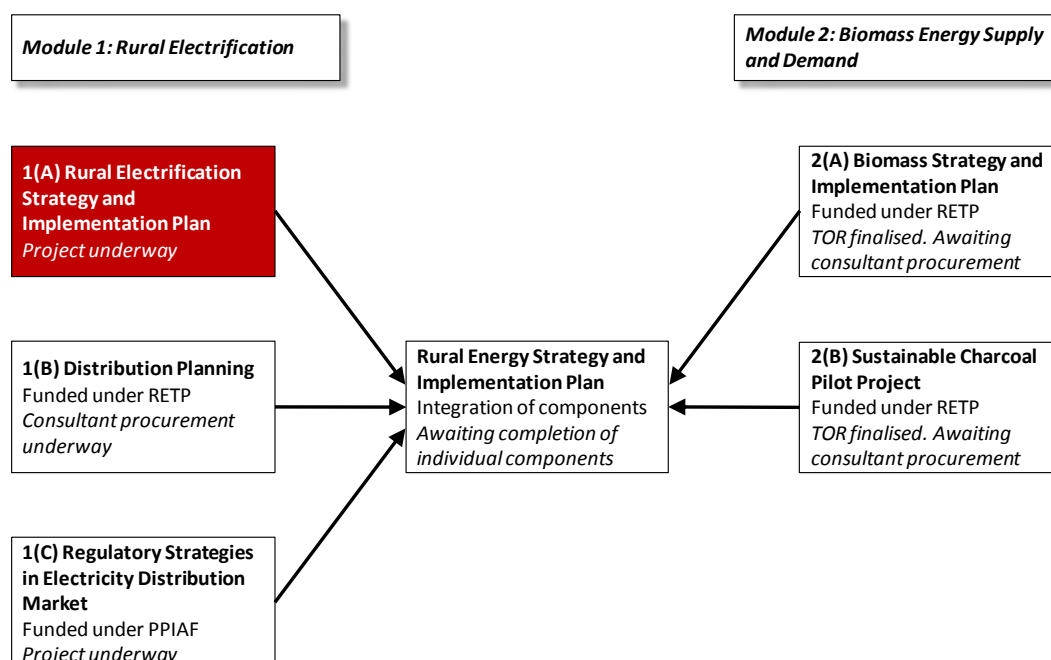 Module 1: Rural Electrification
Module 2: Biomass Energy Supply
and Demand
1(A) Rural Electrification
Strategy and
Implementation Plan
Project underway
2(A) Biomass Strategy and
Implementation Plan
Funded under RETP
TOR finalised. Awaiting
consultant procurement
1(B) Distribution Planning
Funded under RETP
Consultant procurement
underway
Rural Energy Strategy and
Implementation Plan
Integration of components
Awaiting completion of
individual components
2(B) Sustainable Charcoal
Pilot Project
Funded under RETP
TOR finalised. Awaiting
consultant procurement
1(C) Regulatory Strategies
in Electricity Distribution
Market
Funded under PPIAF
Project underway